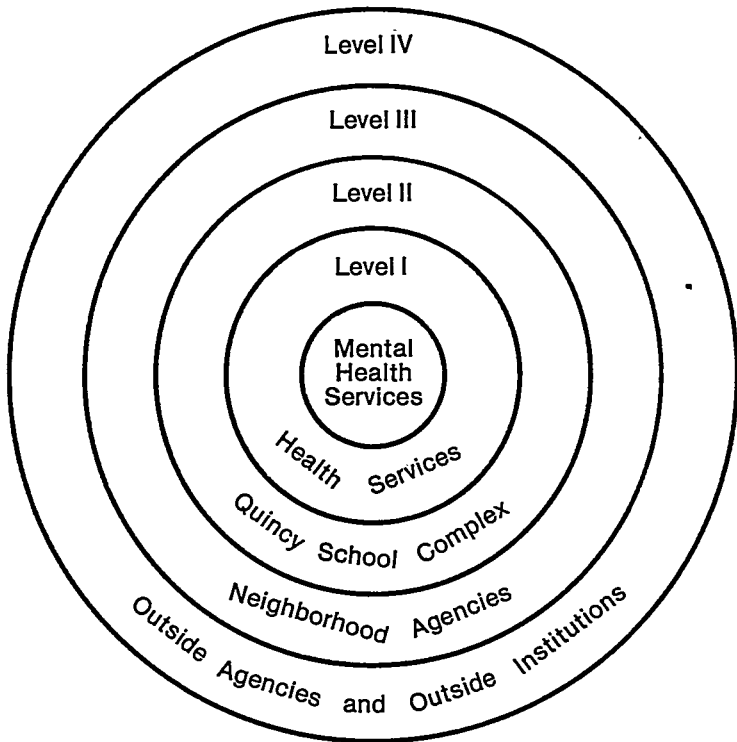 Level IV
Level III
Level II
Level I
Mental
Health
Services
Health Services
Quincy School Complex
Neighborhood Agencies
Outside Agencies and Outside Institutions